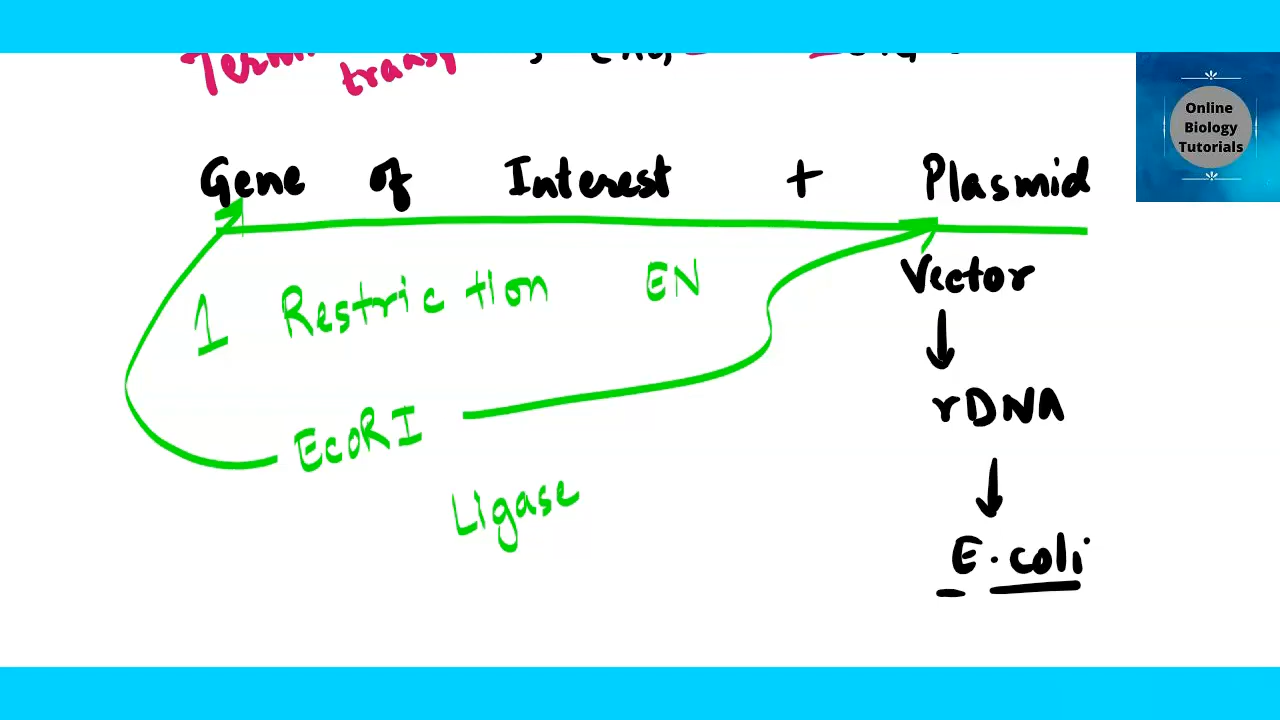 Gene of Interest + Plasmid
Vector
1 Restriction EN
rDNA
EcoRI
Ligase
E.coli
Online
Biology
Tutorials